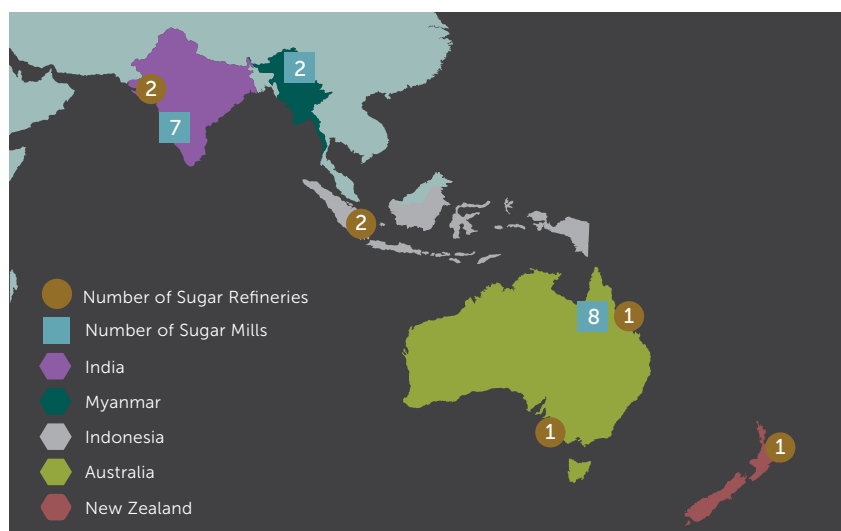 2
2
7
2
8
1
1
1
Number of Sugar Refineries
Number of Sugar Mills
India
Myanmar
Indonesia
Australia
New Zealand